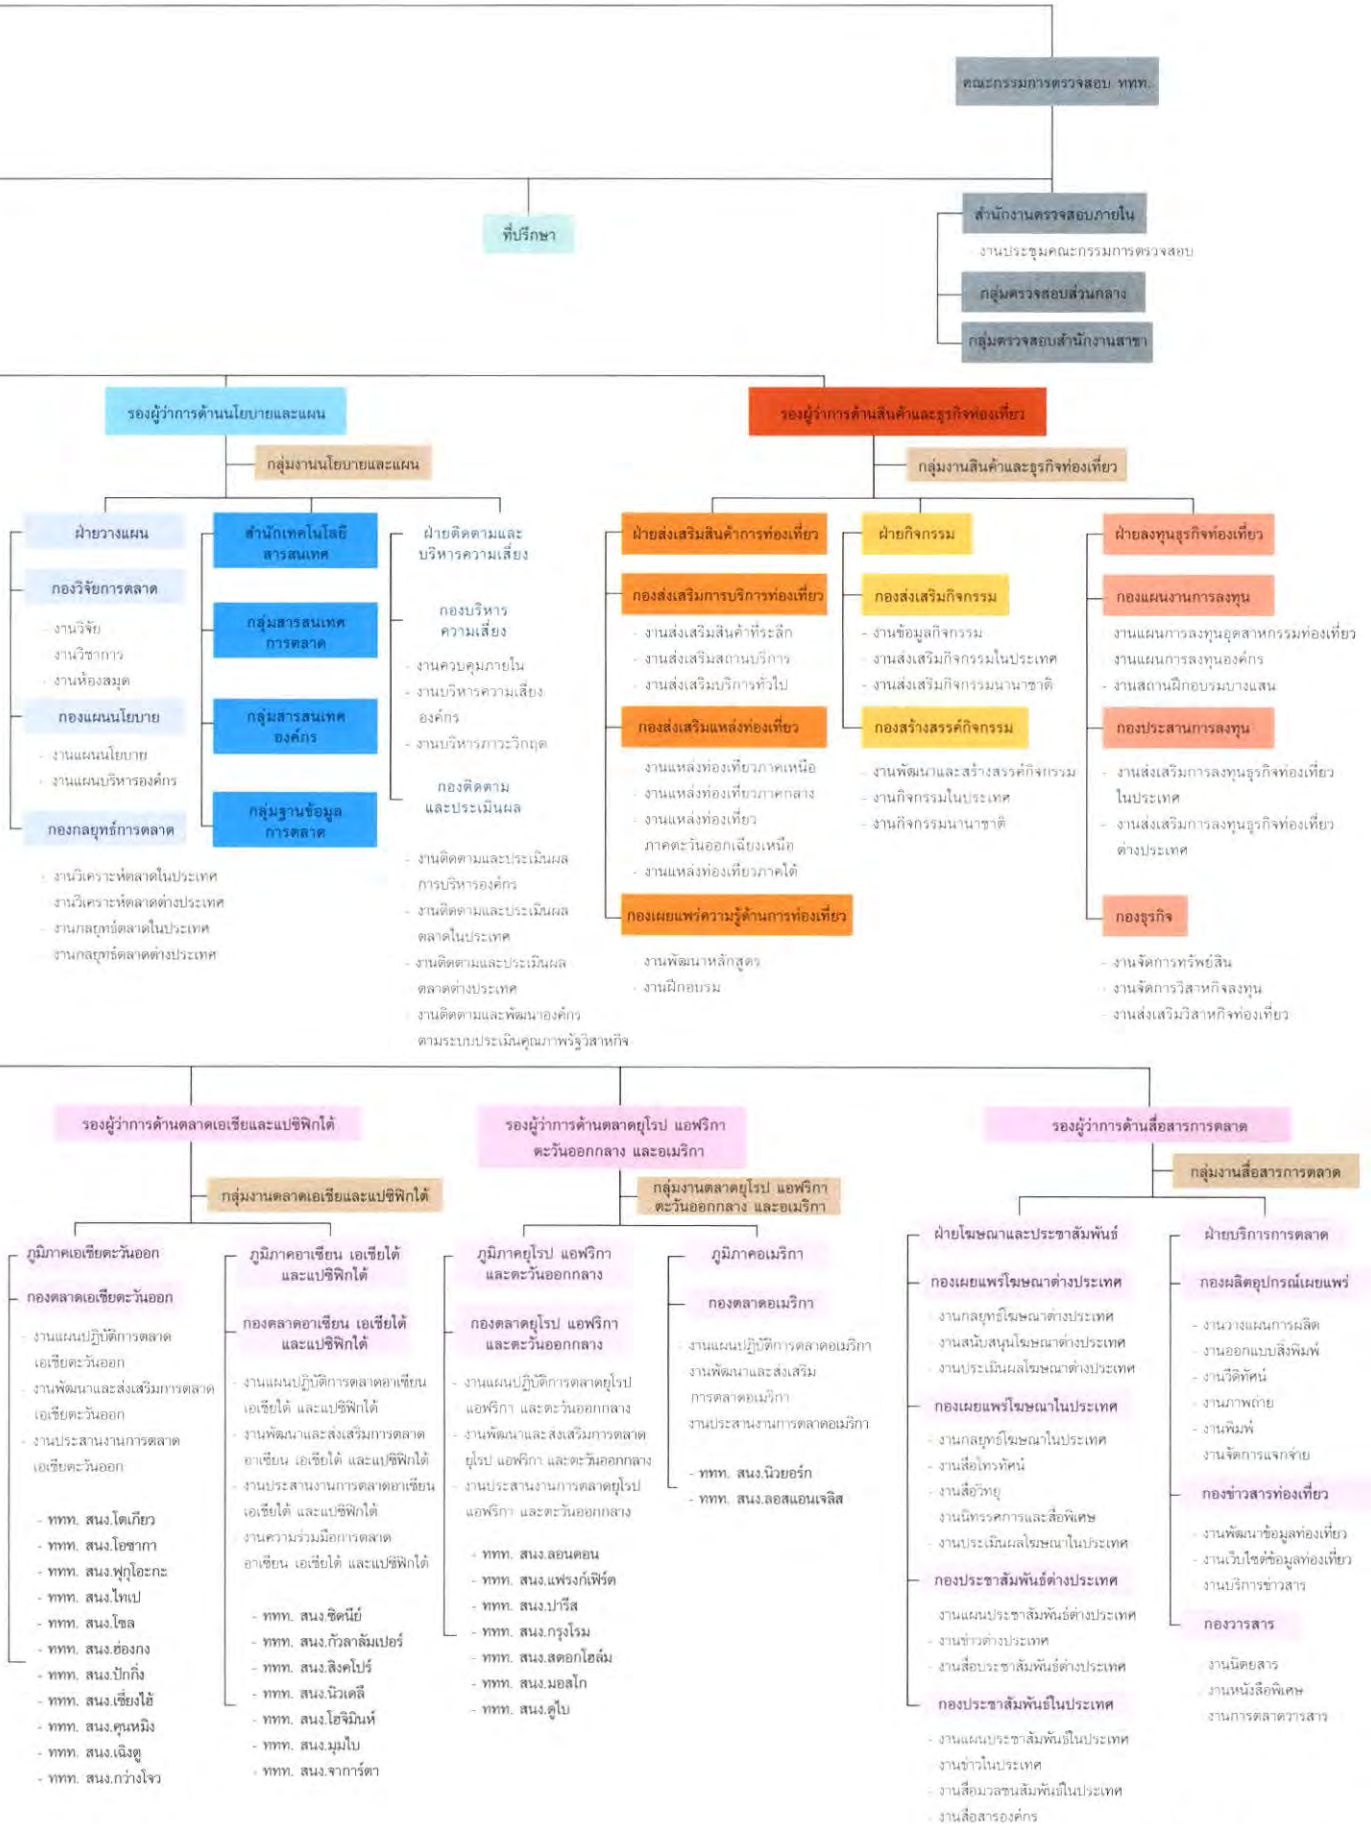 คณะกรรมการตรวจสอบ ททท.
ที่ปรึกษา
สำนักงานตรวจสอบภายใน
- งานประชุมคณะกรรมการตรวจสอบ
กลุ่มตรวจสอบส่วนกลาง
กลุ่มตรวจสอบสำนักงานสาขา
รองผู้ว่าการด้านนโยบายและแผน
กลุ่มงานนโยบายและแผน
ฝ่ายวางแผน
กองวิจัยการตลาด
- งานวิจัย
งานวิชาการ
- งานห้องสมุด
กองแผนนโยบาย
- งานแผนนโยบาย
- งานแผนบริหารองค์กร
กองกลยุทธ์การตลาด
- งานวิเคราะห์ตลาดในประเทศ
งานวิเคราะห์ตลาดต่างประเทศ
- งานกลยุทธ์ตลาดในประเทศ
- งานกลยุทธ์ตลาดต่างประเทศ
สำนักเทคโนโลยี
สารสนเทศ
กลุ่มสารสนเทศ
การตลาด
กลุ่มสารสนเทศ
องค์กร
กลุ่มฐานข้อมูล
การตลาด
ฝ่ายติดตามและ
บริหารความเสี่ยง
กองบริหาร
ความเสี่ยง
- งานควบคุมภายใน
- งานบริหารความเสี่ยง
องค์กร
- งานบริหารภาวะวิกฤต
กองติดตาม
และประเมินผล
- งานติดตามและประเมินผล
การบริหารองค์กร
- งานติดตามและประเมินผล
ตลาดในประเทศ
- งานติดตามและประเมินผล
ตลาดต่างประเทศ
- งานติดตามและพัฒนาองค์กร
ตามระบบประเมินคุณภาพรัฐวิสาหกิจ
รองผู้ว่าการด้านสินค้าและธุรกิจท่องเที่ยว
กลุ่มงานสินค้าและธุรกิจท่องเที่ยว
ฝ่ายส่งเสริมสินค้าการท่องเที่ยว
กองส่งเสริมการบริการท่องเที่ยว
- งานส่งเสริมสินค้าที่ระลึก
- งานส่งเสริมสถานบริการ
- งานส่งเสริมบริการทั่วไป
กองส่งเสริมแหล่งท่องเที่ยว
งานแหล่งท่องเที่ยวภาคเหนือ
- งานแหล่งท่องเที่ยวภาคกลาง
- งานแหล่งท่องเที่ยว
ภาคตะวันออกเฉียงเหนือ
- งานแหล่งท่องเที่ยวภาคใต้
กองเผยแพร่ความรู้ด้านการท่องเที่ยว
งานพัฒนาหลักสูตร
- งานฝึกอบรม
ฝ่ายกิจกรรม
กองส่งเสริมกิจกรรม
- งานข้อมูลกิจกรรม
- งานส่งเสริมกิจกรรมในประเทศ
- งานส่งเสริมกิจกรรมนานาชาติ
กองสร้างสรรค์กิจกรรม
- งานพัฒนาและสร้างสรรค์กิจกรรม
- งานกิจกรรมในประเทศ
- งานกิจกรรมนานาชาติ
ฝ่ายลงทุนธุรกิจท่องเที่ยว
กองแผนงานการลงทุน
งานแผนการลงทุนอุตสาหกรรมท่องเที่ยว
งานแผนการลงทุนองค์กร
- งานสถานฝึกอบรมบางแสน
กองประสานการลงทุน
- งานส่งเสริมการลงทุนธุรกิจท่องเที่ยว
ในประเทศ
- งานส่งเสริมการลงทุนธุรกิจท่องเที่ยว
ต่างประเทศ
กองธุรกิจ
- งานจัดการทรัพย์สิน
- งานจัดการวิสาหกิจลงทุน
- งานส่งเสริมวิสาหกิจท่องเที่ยว
รองผู้ว่าการด้านตลาดเอเชียและแปซิฟิกใต้
กลุ่มงานตลาดเอเชียและแปซิฟิกใต้
ภูมิภาคเอเชียตะวันออก
กองตลาดเอเชียตะวันออก
- งานแผนปฏิบัติการตลาด
เอเชียตะวันออก
- งานพัฒนาและส่งเสริมการตลาด
เอเชียตะวันออก
- งานประสานงานการตลาด
เอเชียตะวันออก
- ททท. สนง.โตเกียว
- ททท. สนง.โอซากา
- ททท. สนง.ฟุกุโอะกะ
- ททท. สนง.ไทเป
- ททท. สนง.โซล
- ททท. สนง.ฮ่องกง
- ททท. สนง.ปักกิ่ง
- ททท. สนง.เซี่ยงไฮ้
- ททท. สนง.คุนหมิง
- ททท. สนง.เฉิงตู
- ททท. สนง.กว่างโจว
ภูมิภาคอาเซียน เอเชียใต้
และแปซิฟิกใต้
กองตลาดอาเซียน เอเชียใต้
และแปซิฟิกใต้
- งานแผนปฏิบัติการตลาดอาเซียน
เอเชียใต้ และแปซิฟิกใต้
- งานพัฒนาและส่งเสริมการตลาด
อาเซียน เอเชียใต้ และแปซิฟิกใต้
- งานประสานงานการตลาดอาเซียน
เอเชียใต้ และแปซิฟิกใต้
งานความร่วมมือการตลาด
อาเซียน เอเชียใต้ และแปซิฟิกใต้
- ททท. สนง.ซิดนีย์
- ททท. สนง.กัวลาลัมเปอร์
- ททท. สนง.สิงคโปร์
- ททท. สนง.นิวเดลี
- ททท. สนง.โฮจิมินห์
- ททท. สนง.มุมไบ
- ททท. สนง.จาการ์ตา
รองผู้ว่าการด้านตลาดยุโรป แอฟริกา
ตะวันออกกลาง และอเมริกา
กลุ่มงานตลาดยุโรป แอฟริกา
ตะวันออกกลาง และอเมริกา
ภูมิภาคยุโรป แอฟริกา
และตะวันออกกลาง
กองตลาดยุโรป แอฟริกา
และตะวันออกกลาง
- งานแผนปฏิบัติการตลาดยุโรป
แอฟริกา และตะวันออกกลาง
- งานพัฒนาและส่งเสริมการตลาด
ยุโรป แอฟริกา และตะวันออกกลาง
- งานประสานงานการตลาดยุโรป
แอฟริกา และตะวันออกกลาง
- ททท. สนง.ลอนดอน
- ททท. สนง.แฟรงก์เฟิร์ต
- ททท. สนง.ปารีส
- ททท. สนง.กรุงโรม
- ททท. สนง.สตอกโฮล์ม
- ททท. สนง.มอสโก
- ททท. สนง.ดูไบ
ภูมิภาคอเมริกา
กองตลาดอเมริกา
- งานแผนปฏิบัติการตลาดอเมริกา
งานพัฒนาและส่งเสริม
การตลาดอเมริกา
งานประสานงานการตลาดอเมริกา
- ททท. สนง.นิวยอร์ก
- ททท. สนง.ลอสแอนเจลิส
รองผู้ว่าการด้านสื่อสารการตลาด
กลุ่มงานสื่อสารการตลาด
ฝ่ายโฆษณาและประชาสัมพันธ์
กองเผยแพร่โฆษณาต่างประเทศ
- งานกลยุทธ์โฆษณาต่างประเทศ
- งานสนับสนุนโฆษณาต่างประเทศ
- งานประเมินผลโฆษณาต่างประเทศ
กองเผยแพร่โฆษณาในประเทศ
- งานกลยุทธ์โฆษณาในประเทศ
- งานสื่อโทรทัศน์
- งานสื่อวิทยุ
งานนิทรรศการและสื่อพิเศษ
- งานประเมินผลโฆษณาในประเทศ
กองประชาสัมพันธ์ต่างประเทศ
งานแผนประชาสัมพันธ์ต่างประเทศ
- งานข่าวต่างประเทศ
- งานสื่อประชาสัมพันธ์ต่างประเทศ
กองประชาสัมพันธ์ในประเทศ
- งานแผนประชาสัมพันธ์ในประเทศ
งานข่าวในประเทศ
- งานสื่อมวลชนสัมพันธ์ในประเทศ
- งานสื่อสารองค์กร
ฝ่ายบริการการตลาด
กองผลิตอุปกรณ์เผยแพร่
- งานวางแผนการผลิต
- งานออกแบบสิ่งพิมพ์
- งานวีดิทัศน์
- งานภาพถ่าย
- งานพิมพ์
งานจัดการแจกจ่าย
กองข่าวสารท่องเที่ยว
- งานพัฒนาข้อมูลท่องเที่ยว
- งานเว็บไซต์ข้อมูลท่องเที่ยว
งานบริการข่าวสาร
กองวารสาร
งานนิตยสาร
- งานหนังสือพิเศษ
งานการตลาดวารสาร